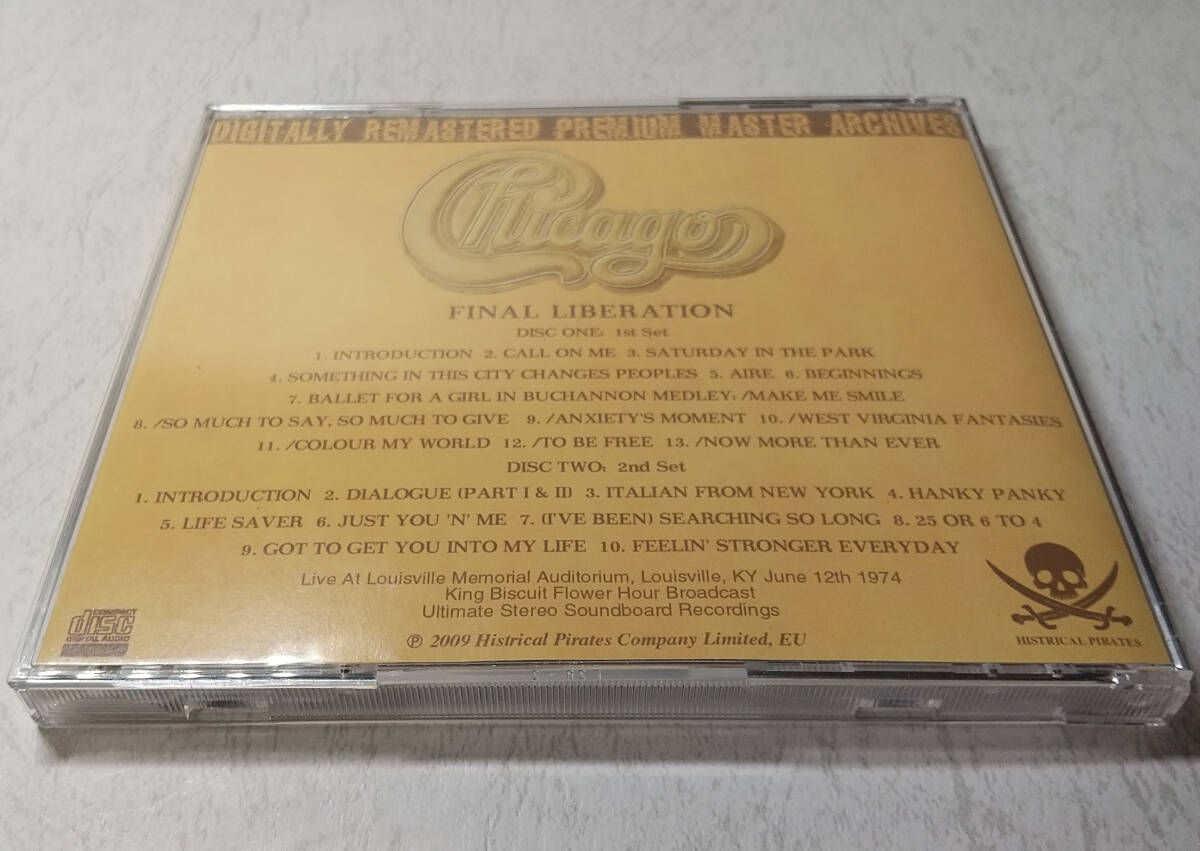 DIGITALLY REMASTERED PREMIUM MASTER ARCHIVES
Chicago
FINAL LIBERATION
DISC ONE: 1st Set
1. INTRODUCTION 2. CALL ON ME 3. SATURDAY IN THE PARK
4. SOMETHING IN THIS CITY CHANGES PEOPLES 5. AIRE 6. BEGINNINGS
7. BALLET FOR A GIRL IN BUCHANNON MEDLEY: /MAKE ME SMILE
8. /SO MUCH TO SAY, SO MUCH TO GIVE 9. /ANXIETY'S MOMENT 10. /WEST VIRGINIA FANTASIES
11. /COLOUR MY WORLD 12. /TO BE FREE 13. /NOW MORE THAN EVER
DISC TWO: 2nd Set
1. INTRODUCTION 2. DIALOGUE (PART I & II) 3. ITALIAN FROM NEW YORK 4. HANKY PANKY
5. LIFE SAVER 6. JUST YOU 'N' ME 7. (I'VE BEEN) SEARCHING SO LONG 8. 25 OR 6 TO 4
9. GOT TO GET YOU INTO MY LIFE 10. FEELIN' STRONGER EVERYDAY
Live At Louisville Memorial Auditorium, Louisville, KY June 12th 1974
King Biscuit Flower Hour Broadcast
Ultimate Stereo Soundboard Recordings
℗ 2009 Histrical Pirates Company Limited, EU
COMPACT
disc
DIGITAL AUDIO
HISTRICAL PIRATES